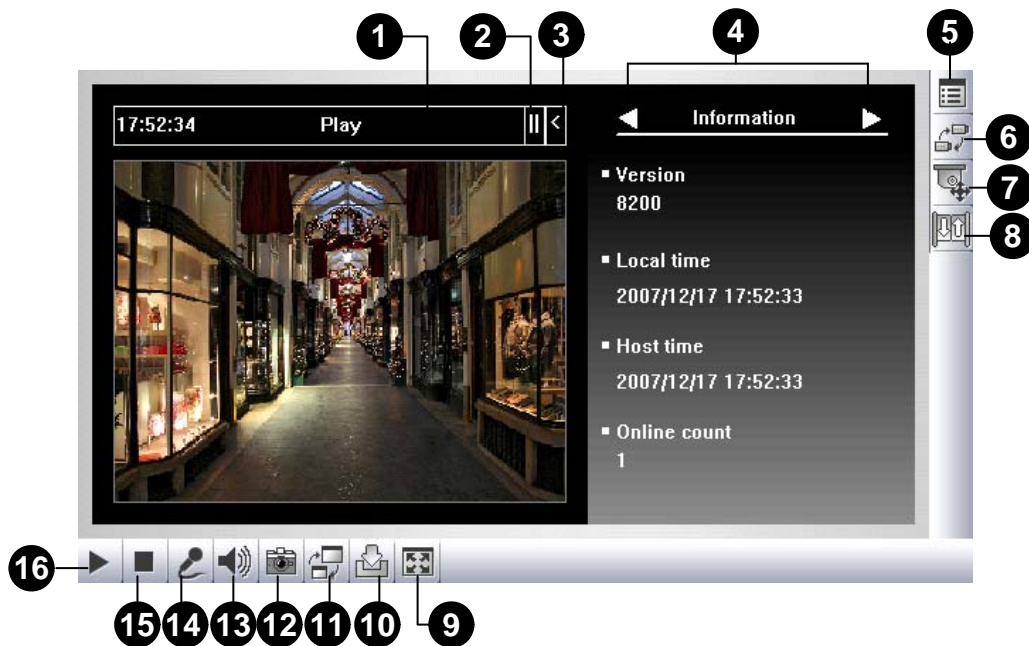 1 2 3 4 5
17:52:34 Play || < Information
6
7
8
Version
8200
Local time
2007/12/17 17:52:33
Host time
2007/12/17 17:52:33
Online count
1
16
15 14 13 12 11 10 9